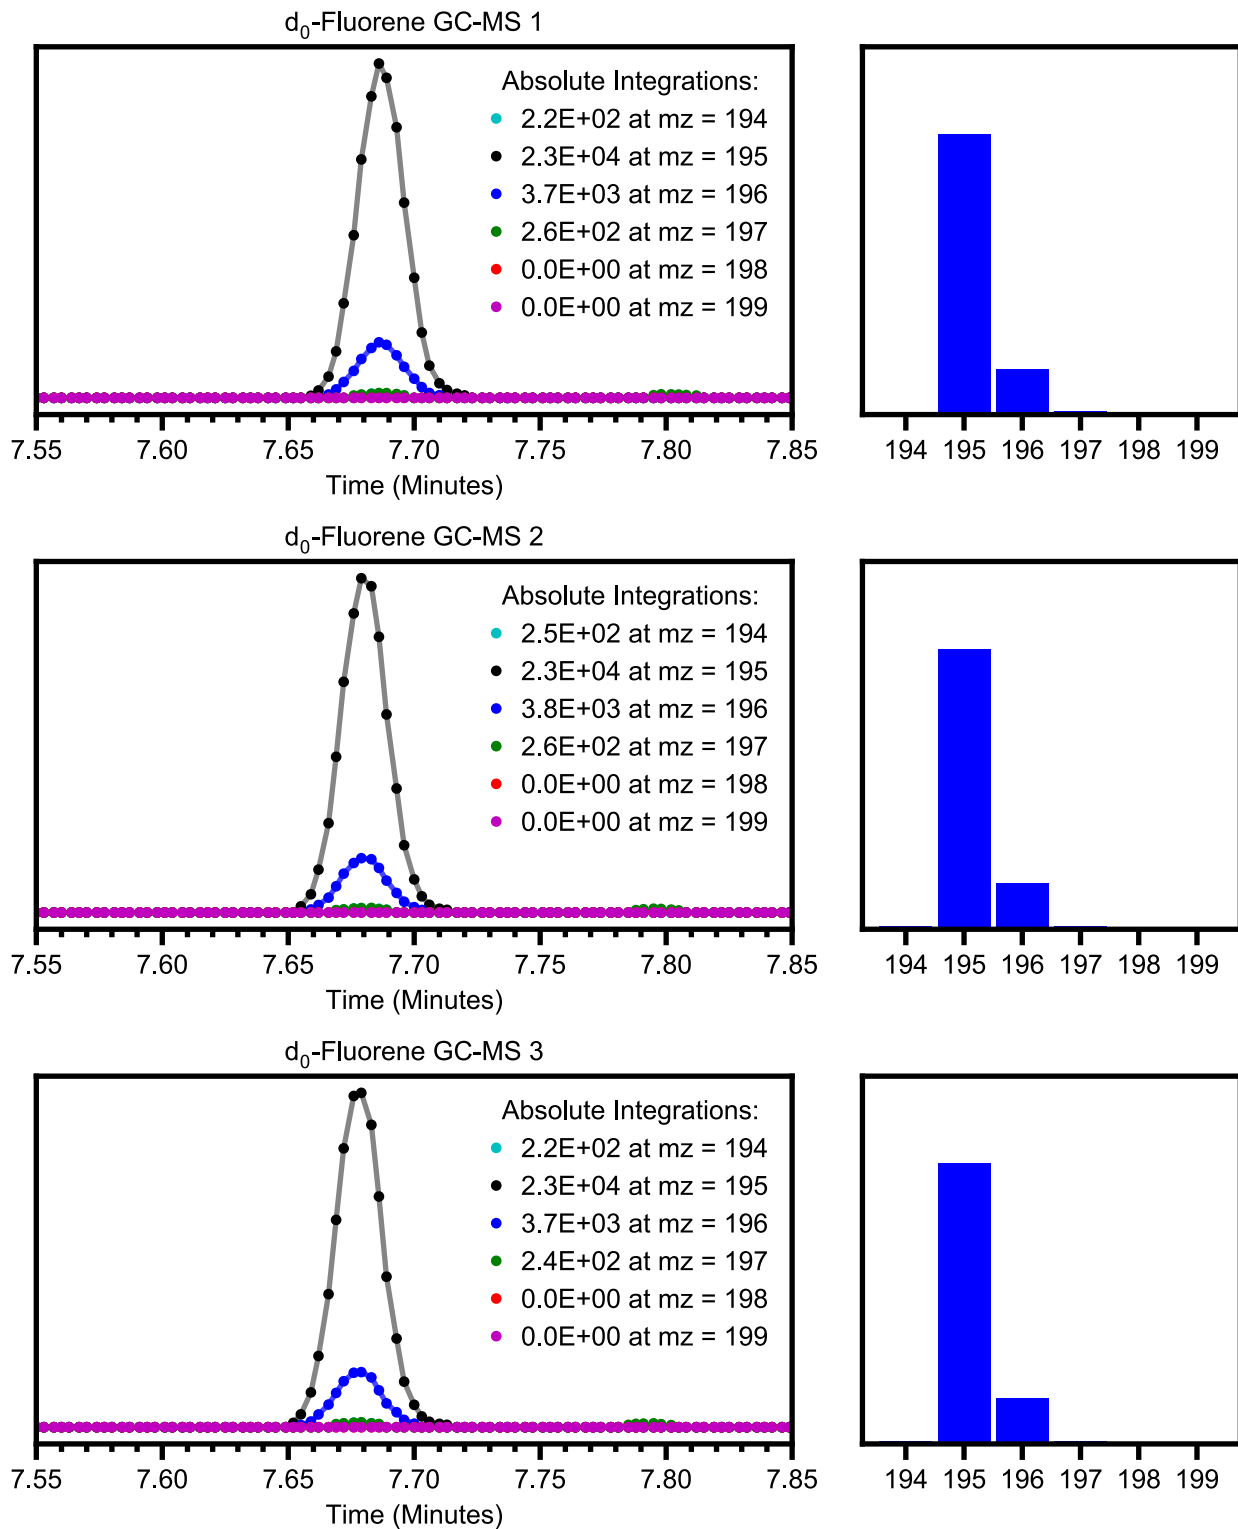 d₀-Fluorene GC-MS 1
Absolute Integrations:
2.2E+02 at mz = 194
2.3E+04 at mz = 195
3.7E+03 at mz = 196
2.6E+02 at mz = 197
0.0E+00 at mz = 198
0.0E+00 at mz = 199
7.55 7.60 7.65 7.70 7.75 7.80 7.85
Time (Minutes)
194 195 196 197 198 199
d₀-Fluorene GC-MS 2
Absolute Integrations:
2.5E+02 at mz = 194
2.3E+04 at mz = 195
3.8E+03 at mz = 196
2.6E+02 at mz = 197
0.0E+00 at mz = 198
0.0E+00 at mz = 199
7.55 7.60 7.65 7.70 7.75 7.80 7.85
Time (Minutes)
194 195 196 197 198 199
d₀-Fluorene GC-MS 3
Absolute Integrations:
2.2E+02 at mz = 194
2.3E+04 at mz = 195
3.7E+03 at mz = 196
2.4E+02 at mz = 197
0.0E+00 at mz = 198
0.0E+00 at mz = 199
7.55 7.60 7.65 7.70 7.75 7.80 7.85
Time (Minutes)
194 195 196 197 198 199